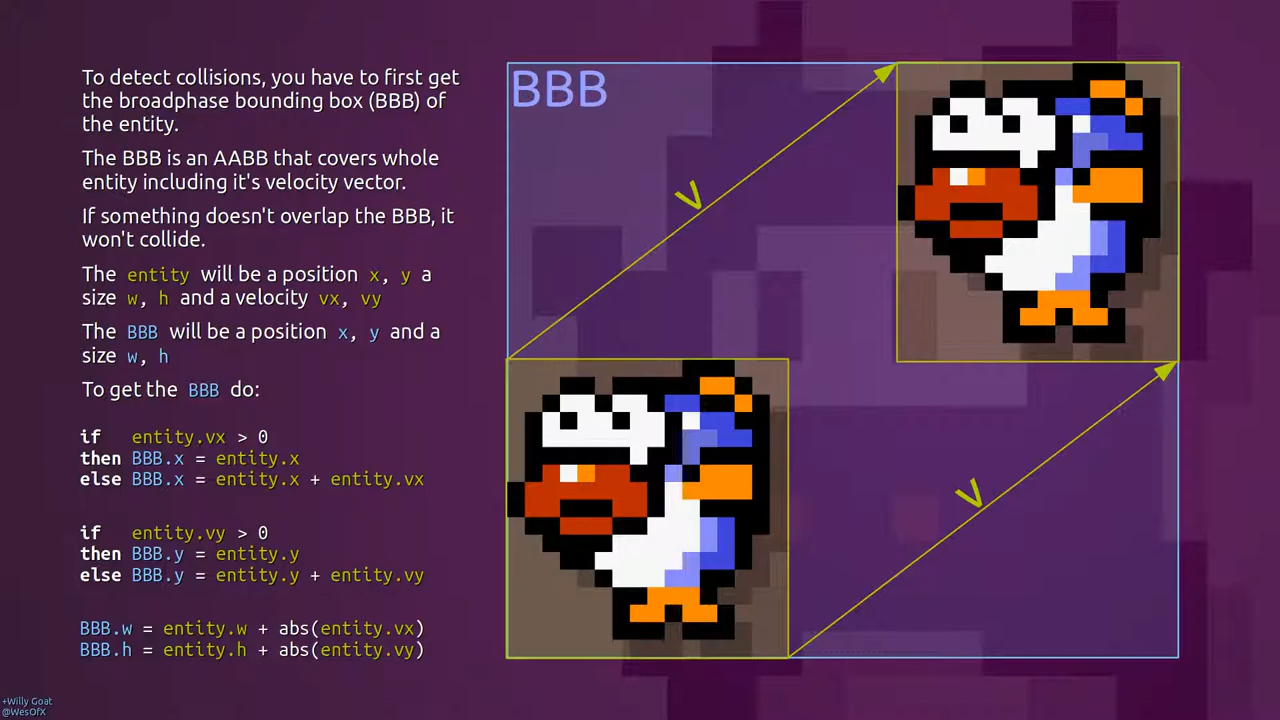 To detect collisions, you have to first get
the broadphase bounding box (BBB) of
the entity.
The BBB is an AABB that covers whole
entity including it's velocity vector.
If something doesn't overlap the BBB, it
won't collide.
The entity will be a position x, y a
size w, h and a velocity vx, vy
The BBB will be a position x, y and a
size w, h
To get the BBB do:
if entity.vx > 0
then BBB.x = entity.x
else BBB.x = entity.x + entity.vx
if entity.vy > 0
then BBB.y = entity.y
else BBB.y = entity.y + entity.vy
BBB.w = entity.w + abs(entity.vx)
BBB.h = entity.h + abs(entity.vy)
BBB
V
V
+Willy Goat
@WesOfX